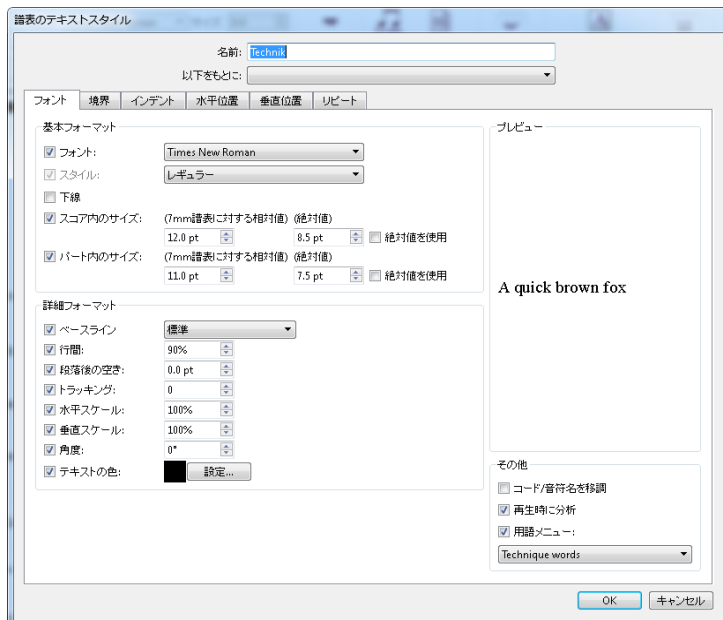 譜表のテキストスタイル
名前: Technik
以下をもとに:
フォント 境界 インデント 水平位置 垂直位置 リピート
基本フォーマット
フォント: Times New Roman
スタイル: レギュラー
下線
スコア内のサイズ: (7mm譜表に対する相対値) (絶対値)
12.0 pt 8.5 pt 絶対値を使用
パート内のサイズ: (7mm譜表に対する相対値) (絶対値)
11.0 pt 7.5 pt 絶対値を使用
詳細フォーマット
ベースライン 標準
行間: 90%
段落後の空き: 0.0 pt
トラッキング: 0
水平スケール: 100%
垂直スケール: 100%
角度: 0°
テキストの色: 設定...
プレビュー
A quick brown fox
その他
コード/音符名を移調
再生時に分析
用語メニュー:
Technique words
OK キャンセル